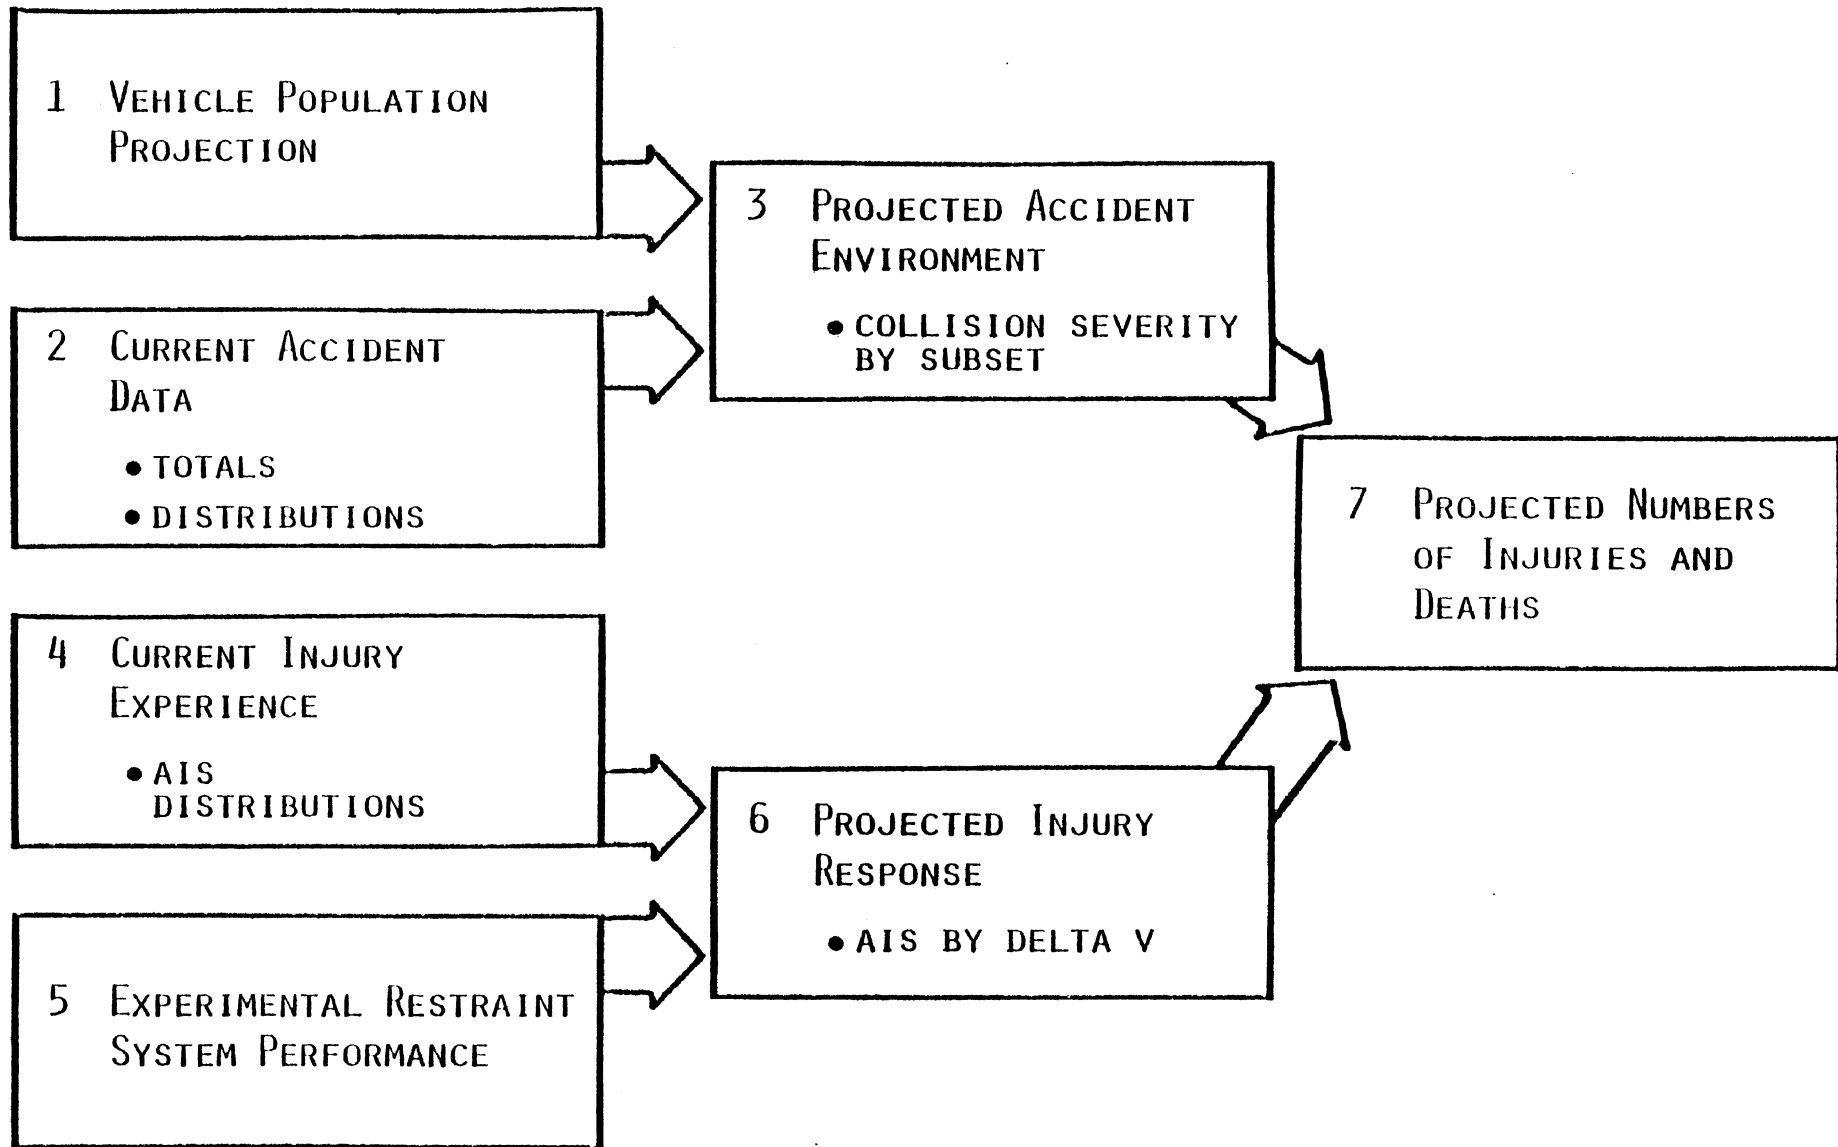 1 VEHICLE POPULATION
PROJECTION
2 CURRENT ACCIDENT
DATA
• TOTALS
• DISTRIBUTIONS
3 PROJECTED ACCIDENT
ENVIRONMENT
• COLLISION SEVERITY
BY SUBSET
4 CURRENT INJURY
EXPERIENCE
• AIS
DISTRIBUTIONS
5 EXPERIMENTAL RESTRAINT
SYSTEM PERFORMANCE
6 PROJECTED INJURY
RESPONSE
• AIS BY DELTA V
7 PROJECTED NUMBERS
OF INJURIES AND
DEATHS